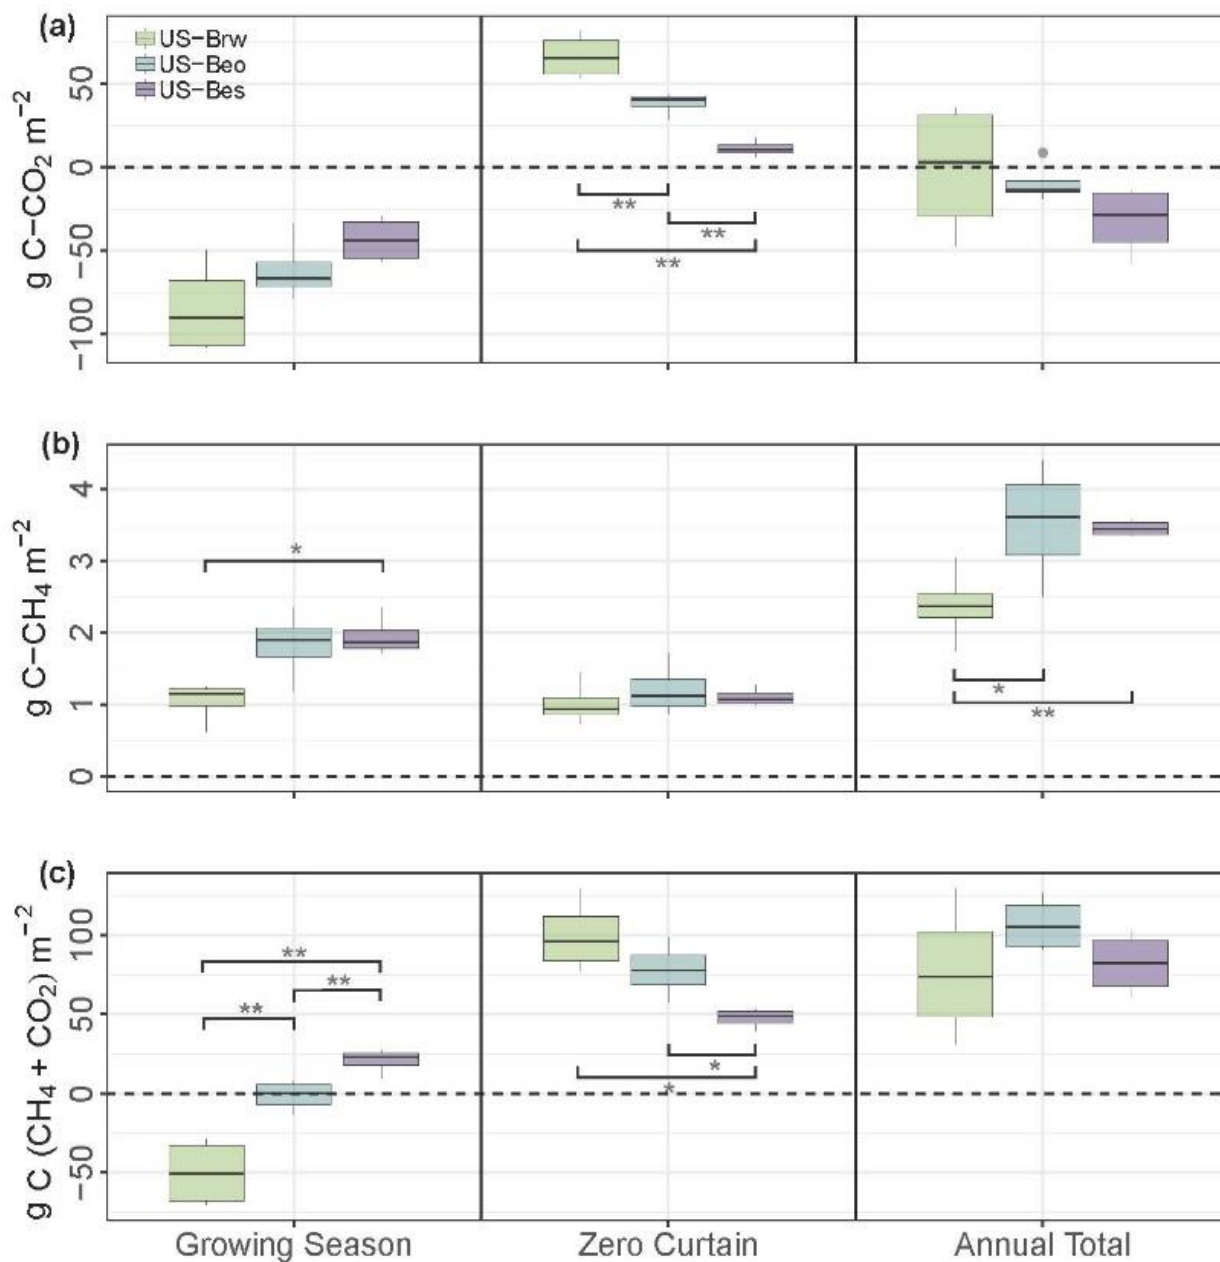 (a)
US−Brw
US−Beo
US−Bes
g C−CO₂ m⁻²
50
0
−50
−100
**
**
**
(b)
g C−CH₄ m⁻²
4
3
2
1
0
*
*
**
(c)
g C (CH₄ + CO₂) m⁻²
100
50
0
−50
**
**
**
*
*
Growing Season Zero Curtain Annual Total